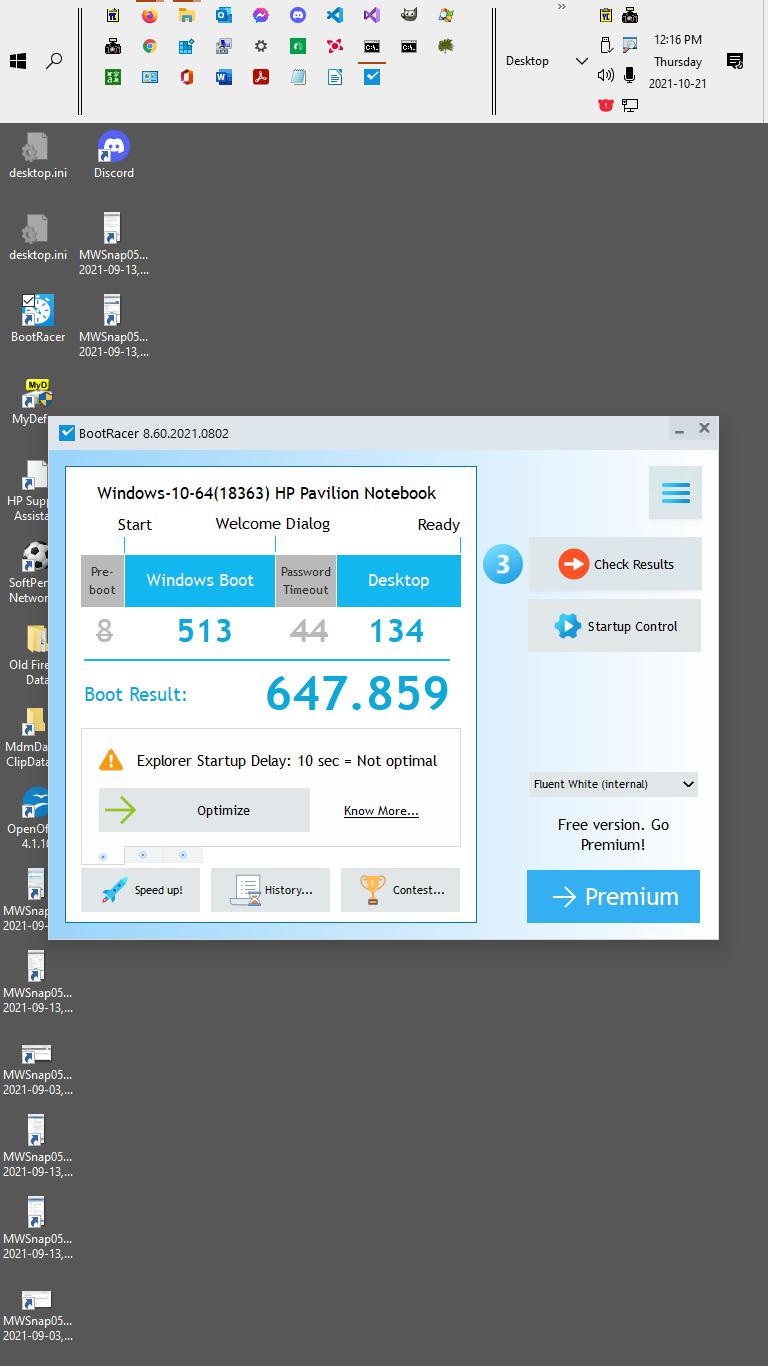 Desktop
12:16 PM
Thursday
2021-10-21
desktop.ini
Discord
desktop.ini
MWSnap05...
2021-09-13,...
BootRacer
MWSnap05...
2021-09-13,...
MyD
MyDef
HP Supp
Assista
SoftPer
Networ
Old Fire
Data
MdmDa
ClipData
OpenOf
4.1.10
MWSnap
2021-09-
MWSnap05...
2021-09-13,...
MWSnap05...
2021-09-03,...
MWSnap05...
2021-09-13,...
MWSnap05...
2021-09-13,...
MWSnap05...
2021-09-03,...
BootRacer 8.60.2021.0802
Windows-10-64(18363) HP Pavilion Notebook
Start Welcome Dialog Ready
Pre-
boot
Windows Boot
Password
Timeout
Desktop
8 513 44 134
Boot Result: 647.859
Explorer Startup Delay: 10 sec = Not optimal
Optimize Know More...
Speed up! History... Contest...
3 Check Results
Startup Control
Fluent White (internal)
Free version. Go
Premium!
Premium